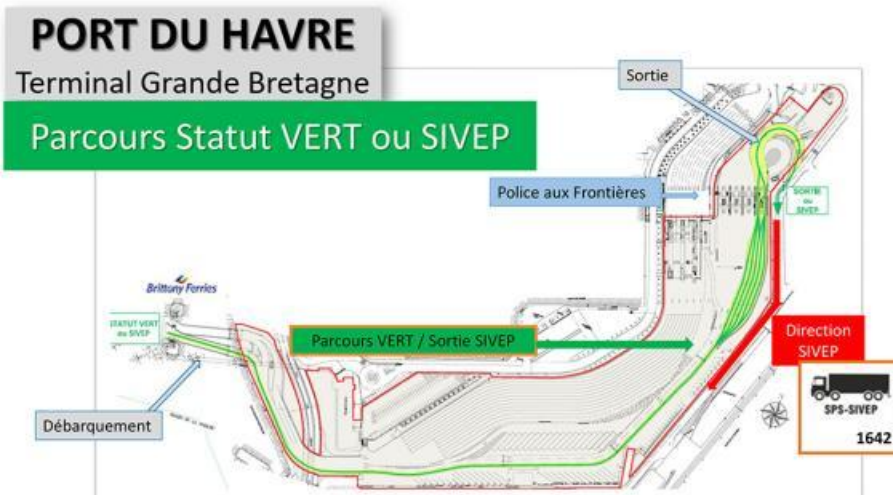 PORT DU HAVRE
Terminal Grande Bretagne
Parcours Statut VERT ou SIVEP
Sortie
Police aux Frontières
SORTIE
ou
SIVEP
Brittany Ferries
STATUT VERT
ou SIVEP
Parcours VERT / Sortie SIVEP
Direction
SIVEP
SPS-SIVEP
1642
Débarquement